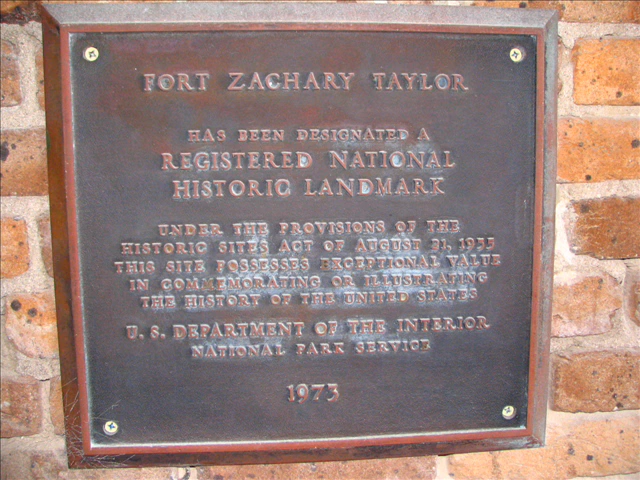 FORT ZACHARY TAYLOR
HAS BEEN DESIGNATED A
REGISTERED NATIONAL
HISTORIC LANDMARK
UNDER THE PROVISIONS OF THE
HISTORIC SITES ACT OF AUGUST 21, 1935
THIS SITE POSSESSES EXCEPTIONAL VALUE
IN COMMEMORATING OR ILLUSTRATING
THE HISTORY OF THE UNITED STATES
U. S. DEPARTMENT OF THE INTERIOR
NATIONAL PARK SERVICE
1973